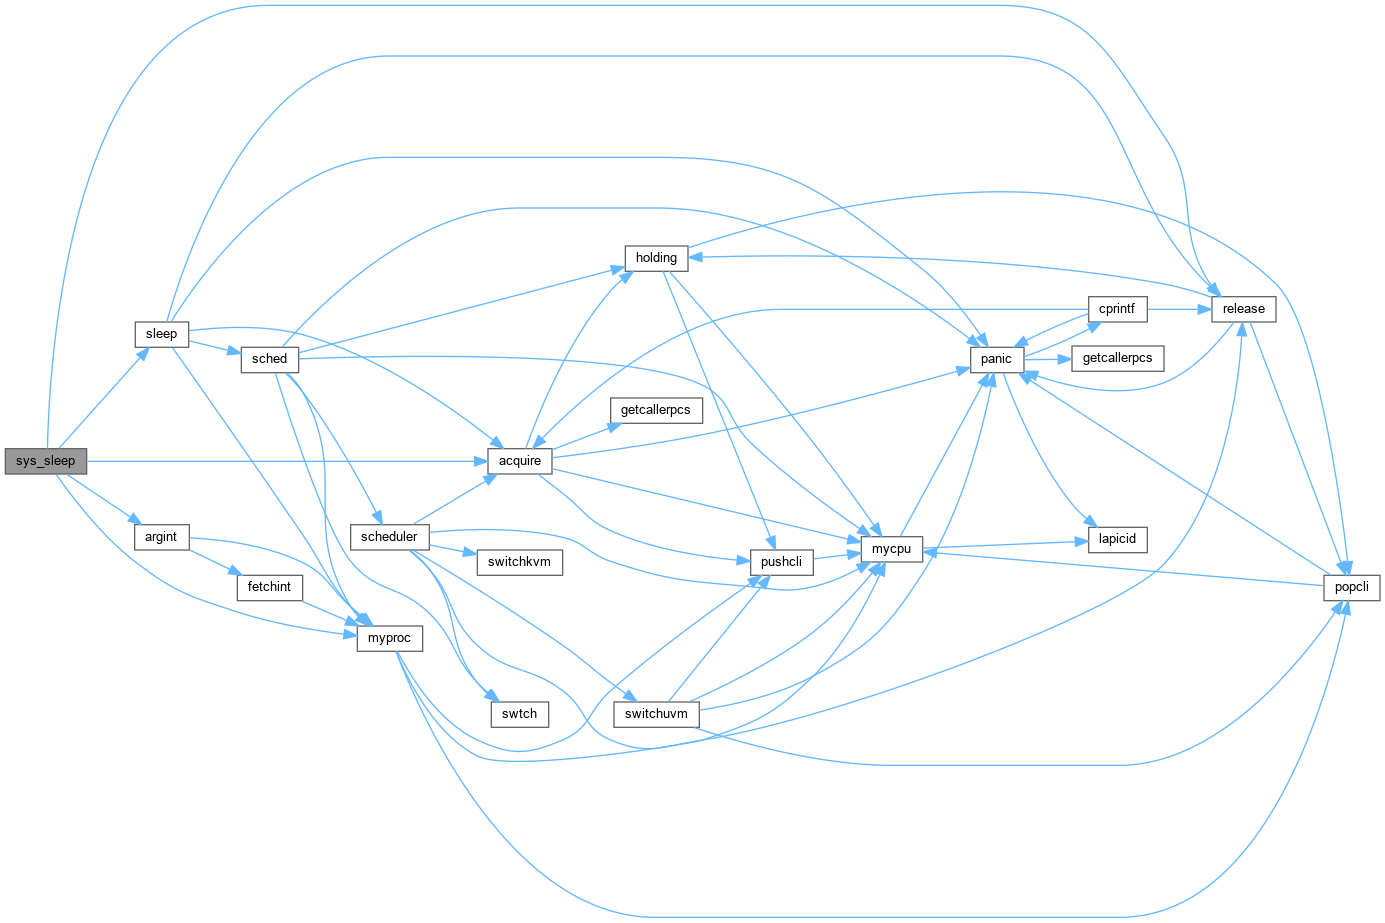 holding
cprintf
release
sleep
sched
panic
getcallerpcs
getcallerpcs
sys_sleep
acquire
argint
scheduler
lapicid
mycpu
switchkvm
pushcli
fetchint
popcli
myproc
swtch
switchuvm